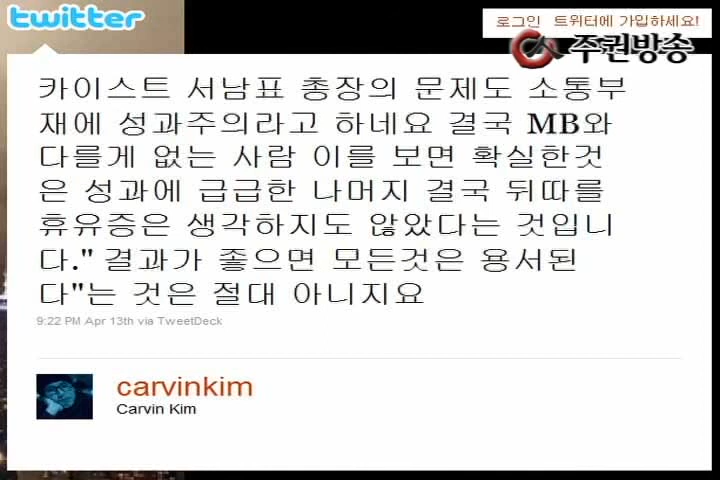 twitter
로그인 트위터에 가입하세요!
주권방송
카이스트 서남표 총장의 문제도 소통부
재에 성과주의라고 하네요 결국 MB와
다를게 없는 사람 이를 보면 확실한것
은 성과에 급급한 나머지 결국 뒤따를
휴유증은 생각하지도 않았다는 것입니
다." 결과가 좋으면 모든것은 용서된
다"는 것은 절대 아니지요
9:22 PM Apr 13th via TweetDeck
carvinkim
Carvin Kim